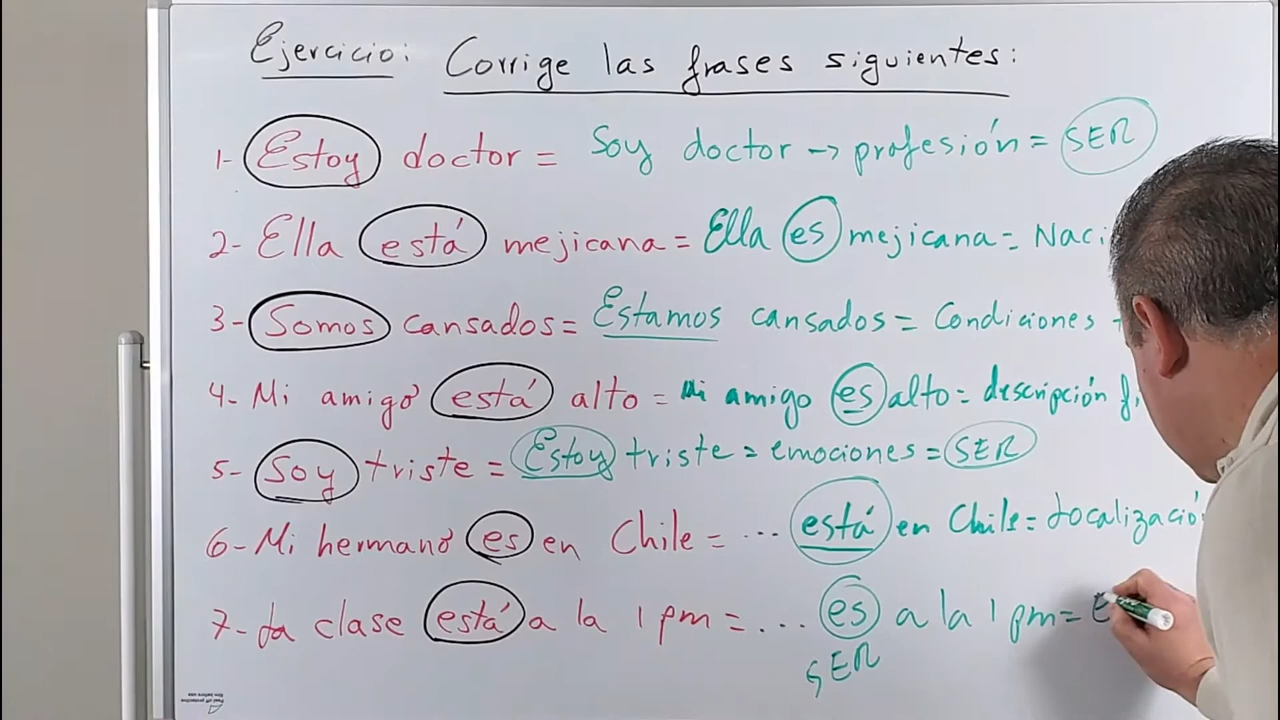 Ejercicio: Corrige las frases siguientes:
1- Estoy doctor = Soy doctor → profesión = SER
2- Ella está mejicana = Ella es mejicana = Naci
3- Somos cansados = Estamos cansados = Condiciones
4- Mi amigo está alto = Mi amigo es alto = descripción
5- Soy triste = Estoy triste = emociones = SER
6- Mi hermano es en Chile = ... está en Chile = Localizació
7- La clase está a la 1 pm = ... es a la 1 pm =
SER